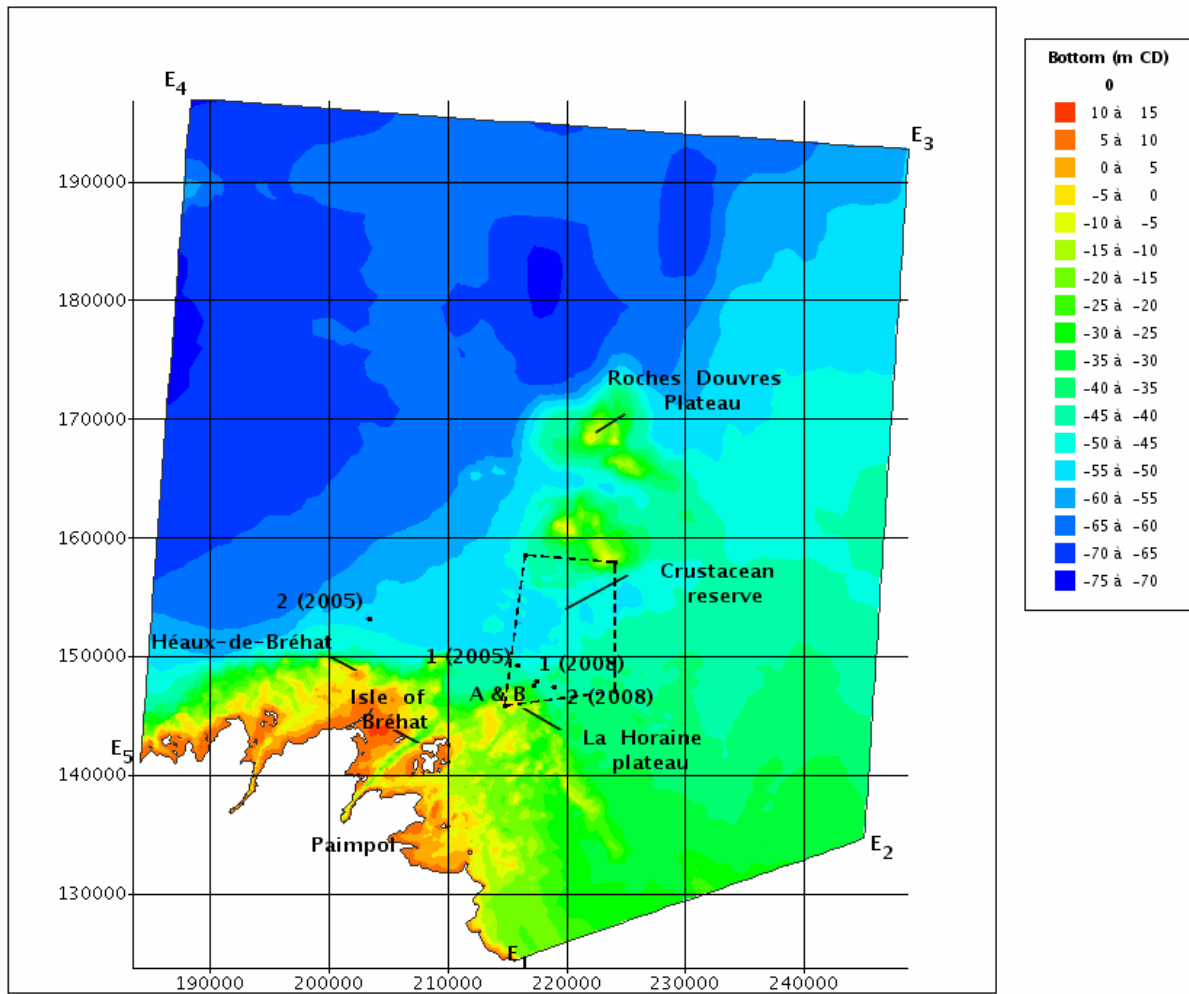 E4
E3
190000
180000
Roches Douvres
Plateau
170000
160000
Crustacean
reserve
2 (2005)
Héaux-de-Bréhat
150000
1 (2005)
1 (2008)
Isle of
Bréhat
A & B
2 (2008)
La Horaine
plateau
E5
140000
Paimpol
E2
130000
E1
190000 200000 210000 220000 230000 240000
Bottom (m CD)
0
10 à 15
5 à 10
0 à 5
-5 à 0
-10 à -5
-15 à -10
-20 à -15
-25 à -20
-30 à -25
-35 à -30
-40 à -35
-45 à -40
-50 à -45
-55 à -50
-60 à -55
-65 à -60
-70 à -65
-75 à -70